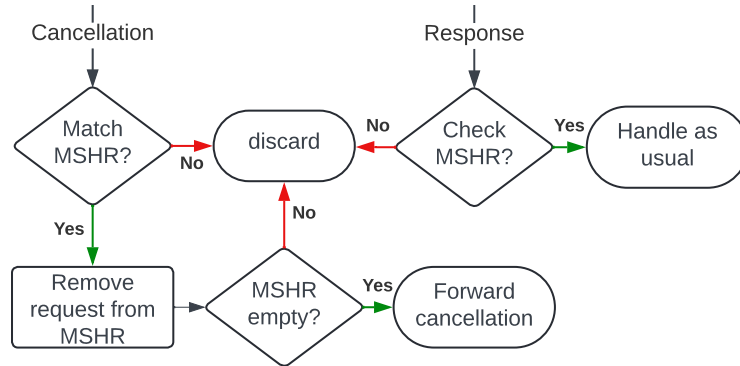 Cancellation
Response
Match
MSHR?
No
discard
No
Check
MSHR?
Yes
Handle as
usual
Yes
No
Remove
request from
MSHR
MSHR
empty?
Yes
Forward
cancellation